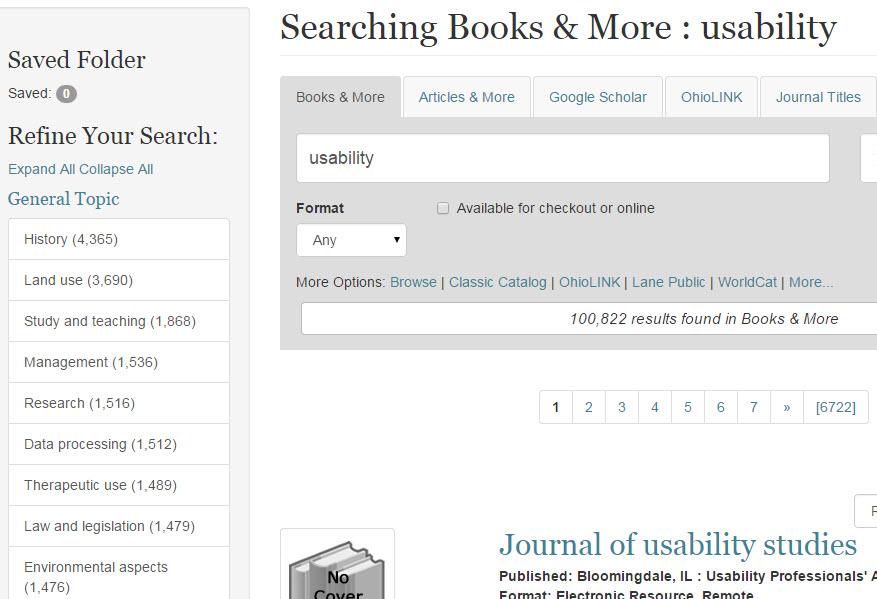 Saved Folder
Saved: 0
Refine Your Search:
Expand All Collapse All
General Topic
History (4,365)
Land use (3,690)
Study and teaching (1,868)
Management (1,536)
Research (1,516)
Data processing (1,512)
Therapeutic use (1,489)
Law and legislation (1,479)
Environmental aspects
(1,476)
Searching Books & More : usability
Books & More Articles & More Google Scholar OhioLINK Journal Titles
usability
Format Available for checkout or online
Any
More Options: Browse | Classic Catalog | OhioLINK | Lane Public | WorldCat | More...
100,822 results found in Books & More
1 2 3 4 5 6 7 » [6722]
No
Cover
Journal of usability studies
Published: Bloomingdale, IL : Usability Professionals' A
Format: Electronic Resource, Remote